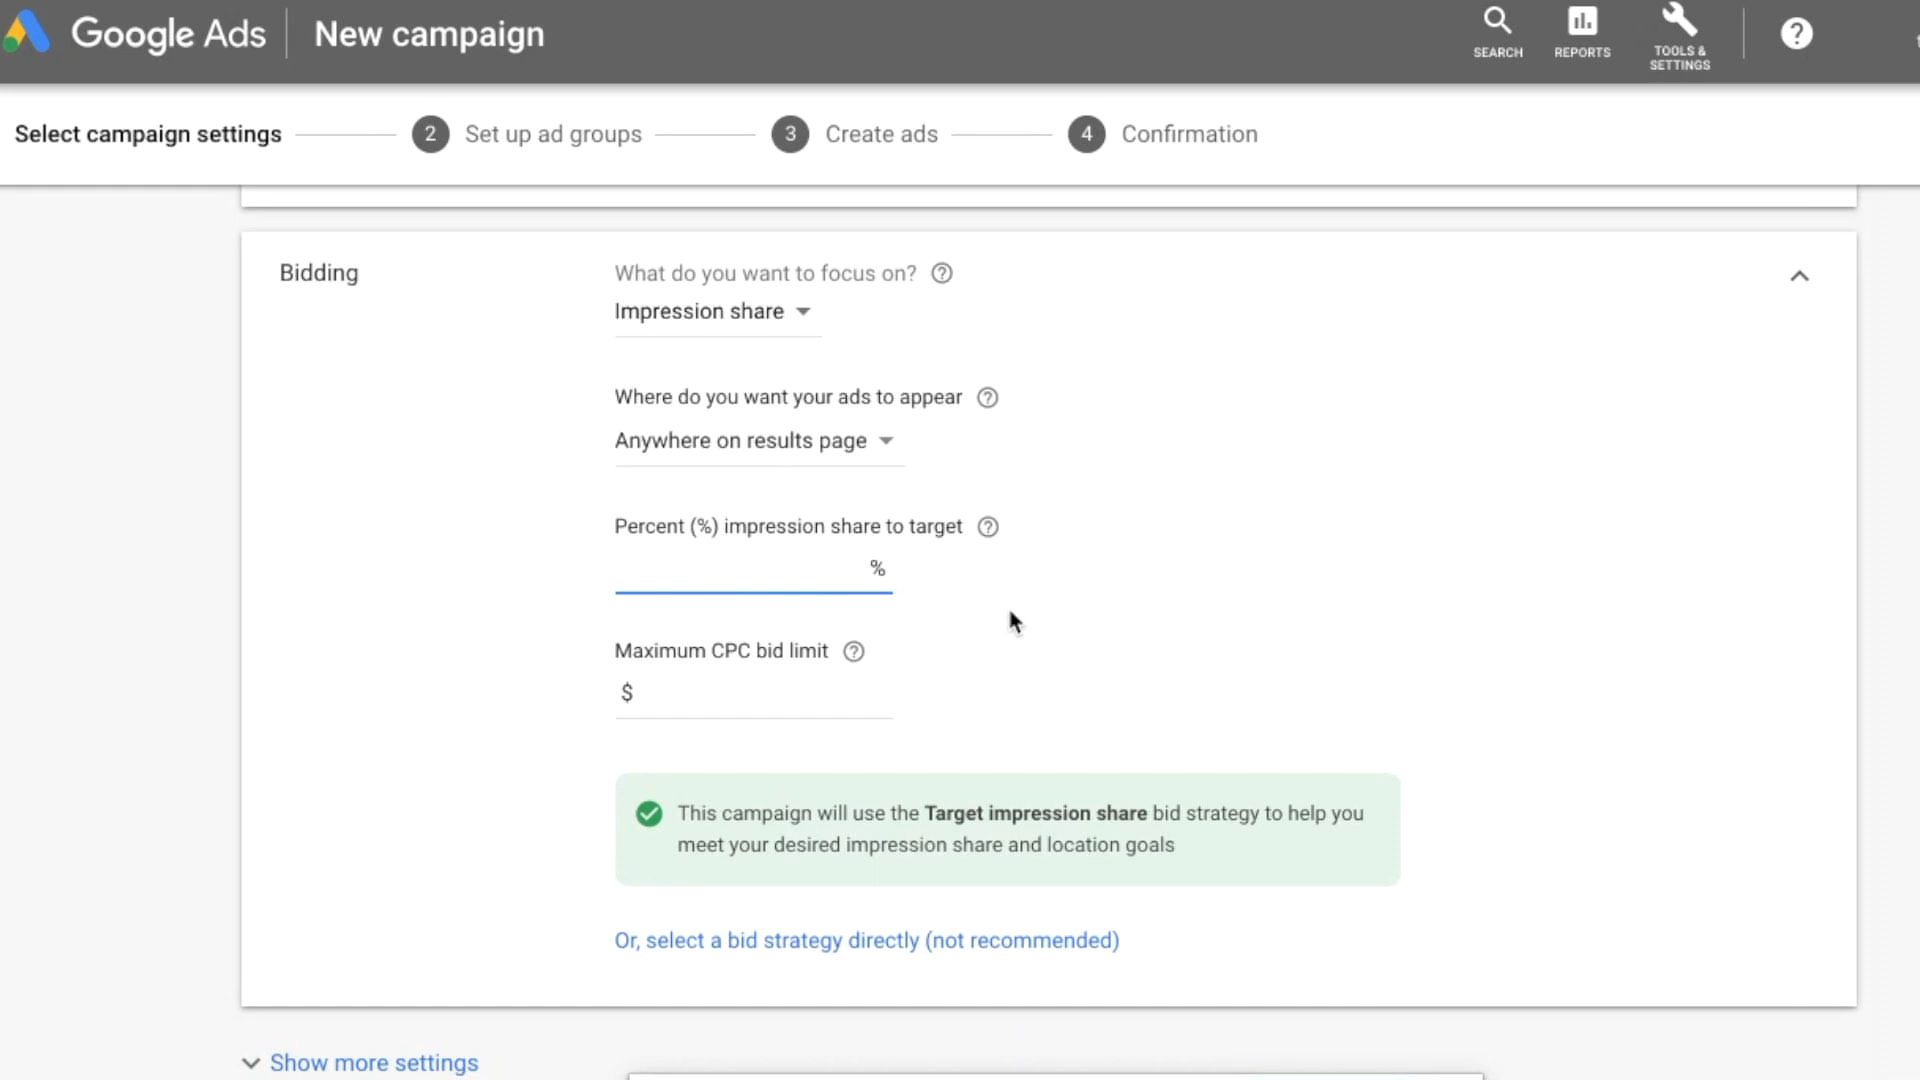 Google Ads New campaign
SEARCH
REPORTS
TOOLS &
SETTINGS
?
Select campaign settings
2 Set up ad groups
3 Create ads
4 Confirmation
Bidding
What do you want to focus on? ?
Impression share
Where do you want your ads to appear ?
Anywhere on results page
Percent (%) impression share to target ?
%
Maximum CPC bid limit ?
$
This campaign will use the Target impression share bid strategy to help you
meet your desired impression share and location goals
Or, select a bid strategy directly (not recommended)
Show more settings